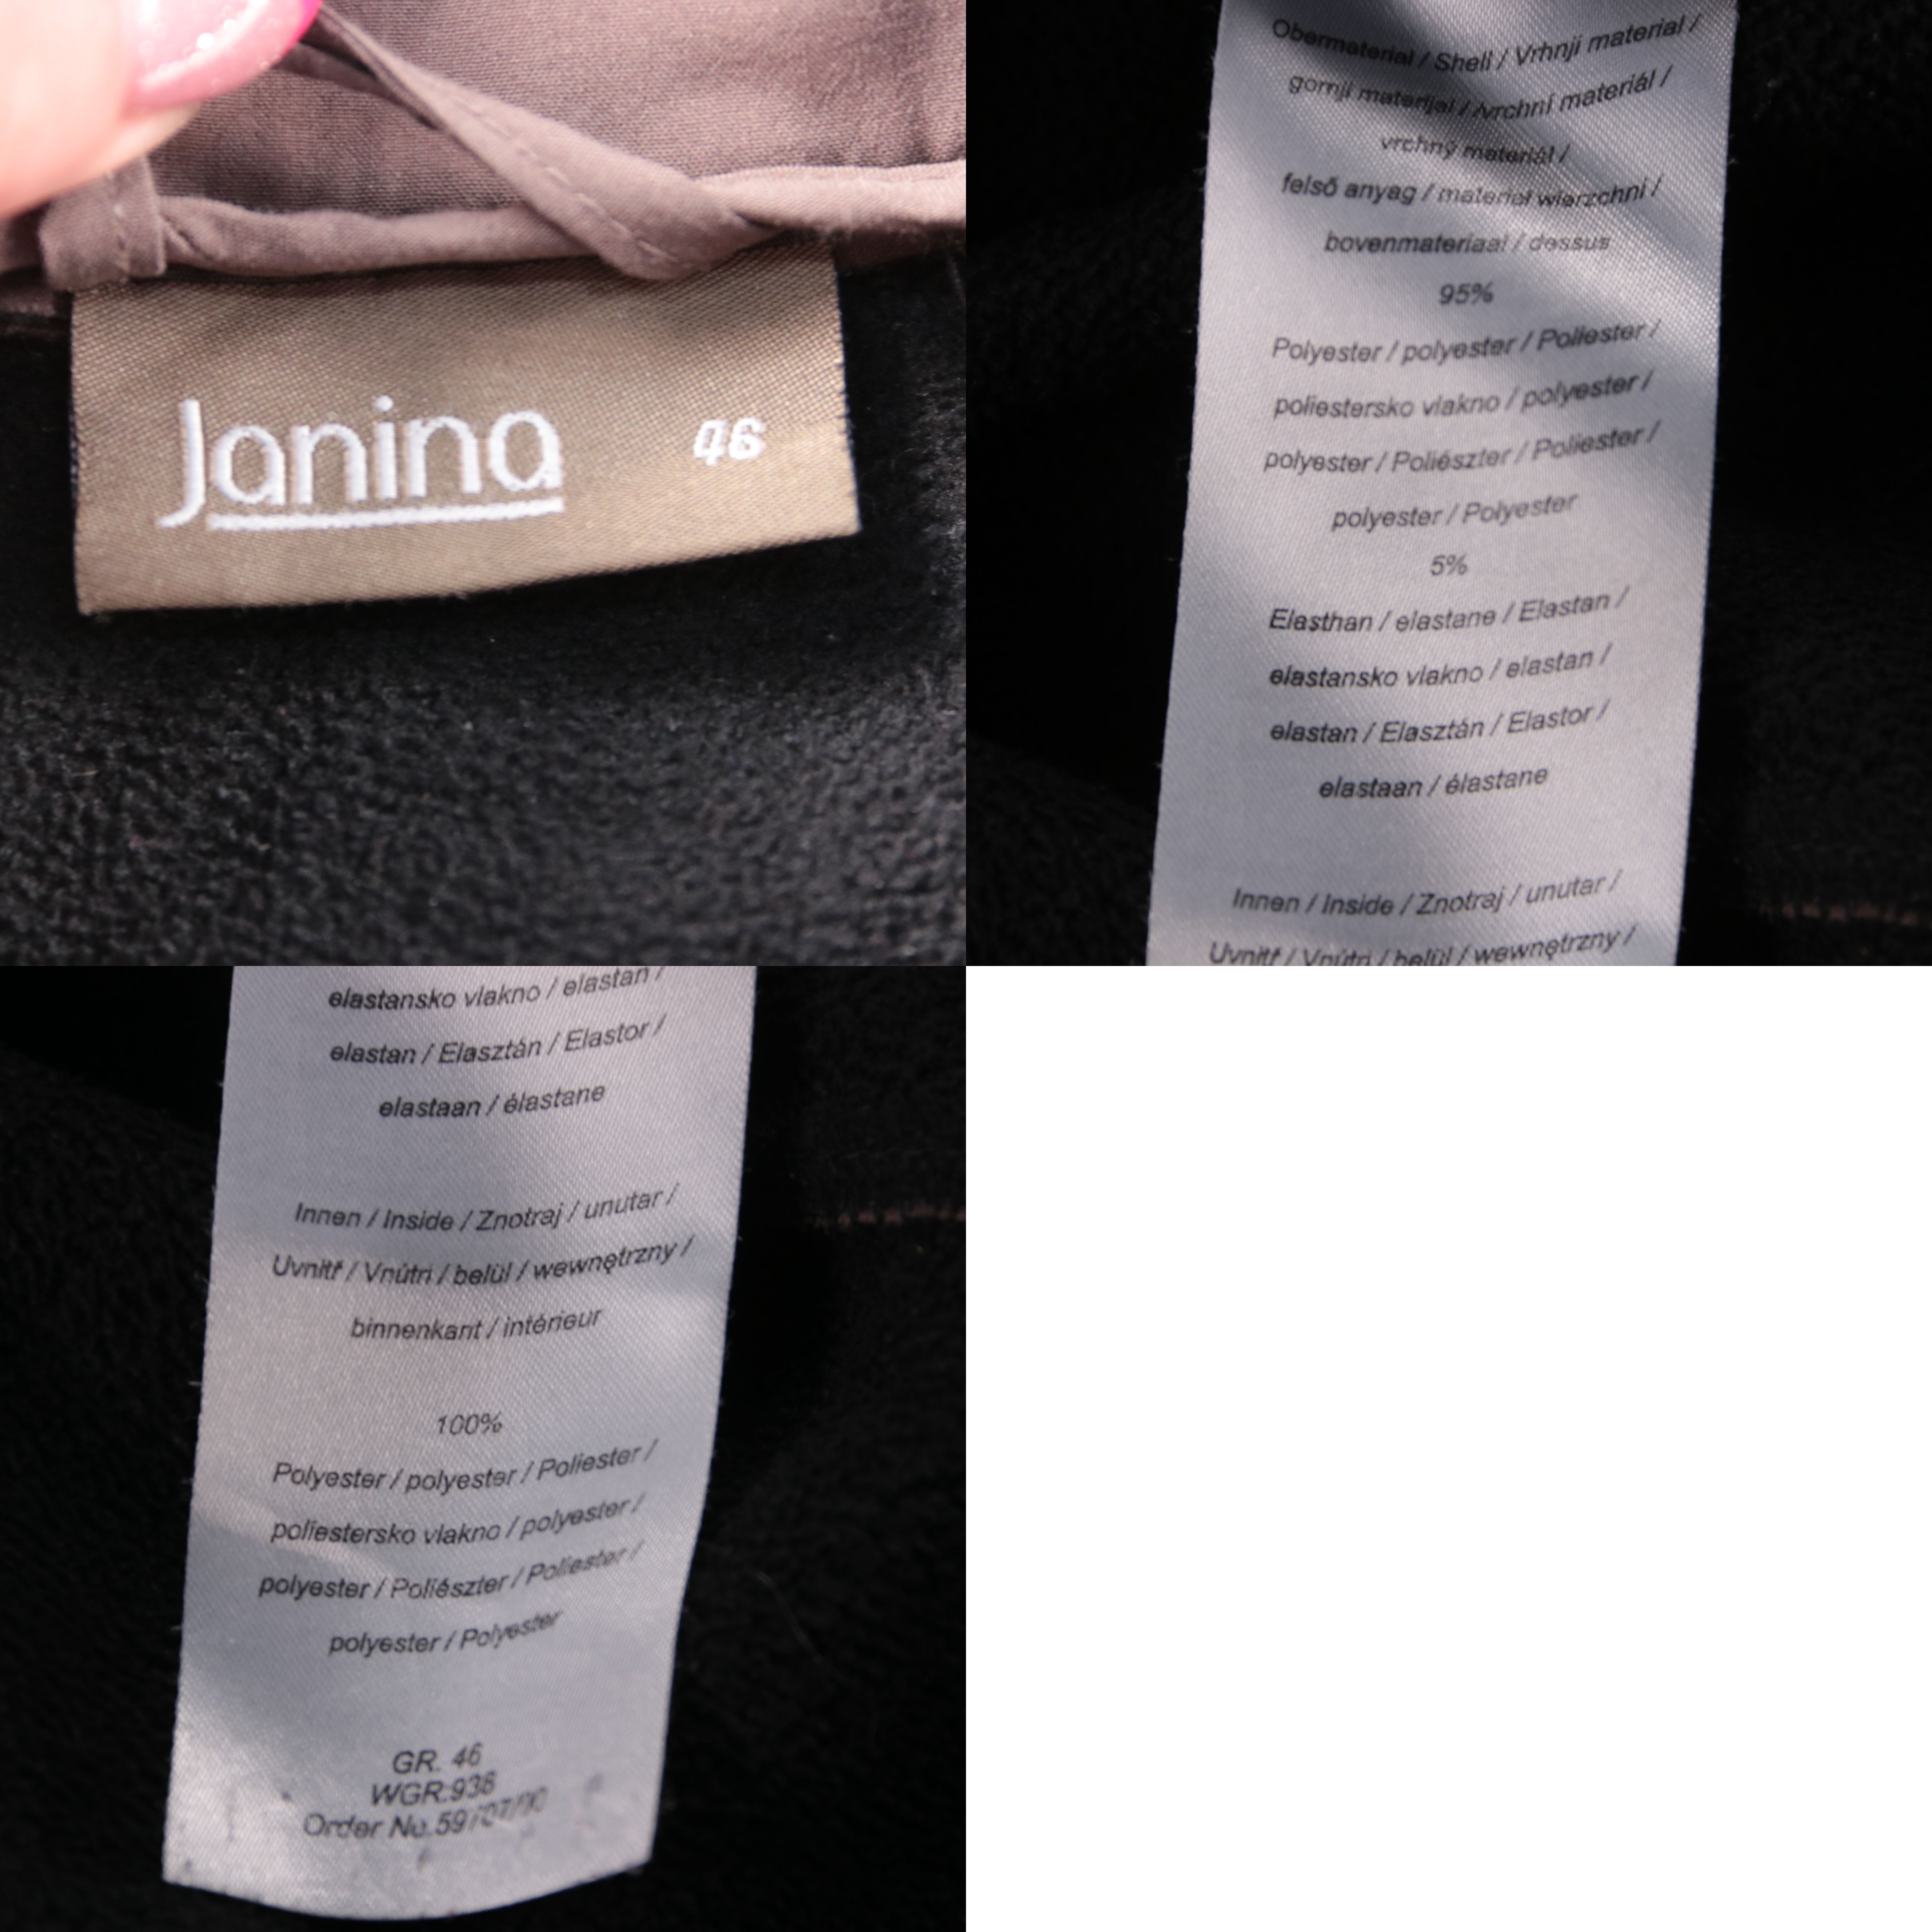 Janina 46
Obermaterial / Shell / Vrhnji material /
gornji materijal / vrchní materiál /
vrchný materiál /
felső anyag / materiał wierzchni /
bovenmateriaal / dessus
95%
Polyester / polyester / Poliester /
poliestersko vlakno / polyester /
polyester / Poliészter / Poliester /
polyester / Polyester
5%
Elasthan / elastane / Elastan /
elastansko vlakno / elastan /
elastan / Elasztán / Elastor /
elastaan / élastane
Innen / Inside / Znotraj / unutar /
Uvnitř / Vnútri / belül / wewnętrzny /
elastansko vlakno / elastan /
elastan / Elasztán / Elastor /
elastaan / élastane
Innen / Inside / Znotraj / unutar /
Uvnitř / Vnútri / belül / wewnętrzny /
binnenkant / intérieur
100%
Polyester / polyester / Poliester /
poliestersko vlakno / polyester /
polyester / Poliészter / Poliester /
polyester / Polyester
GR. 46
WGR:938
Order No.